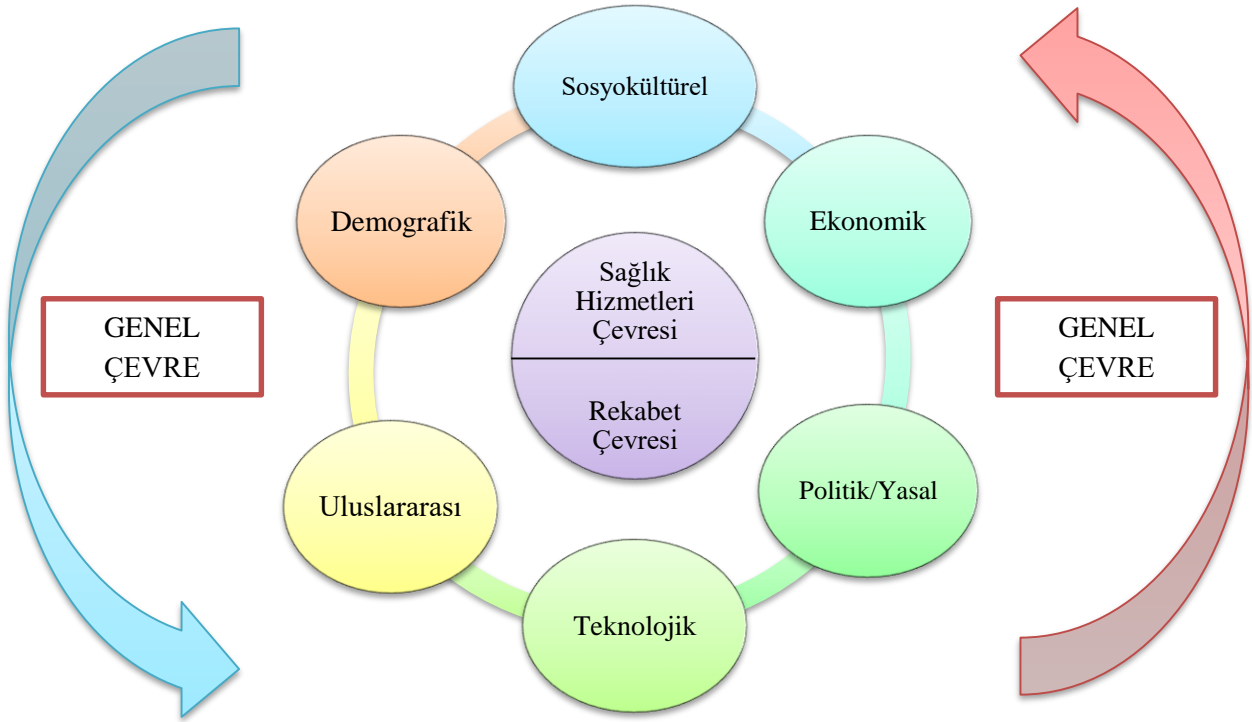 Sosyokültürel
Demografik
Ekonomik
Sağlık
Hizmetleri
Çevresi
GENEL
ÇEVRE
GENEL
ÇEVRE
Rekabet
Çevresi
Uluslararası
Politik/Yasal
Teknolojik